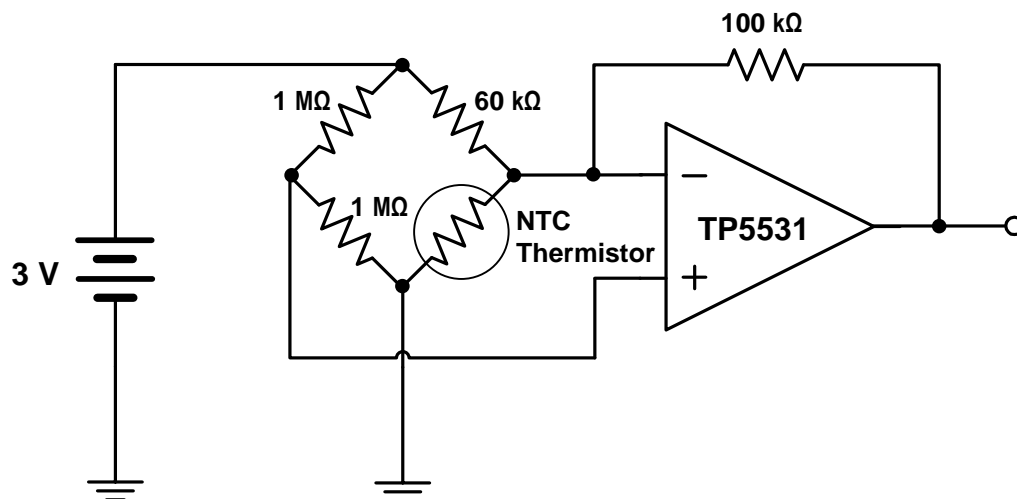 100 kΩ
1 MΩ
60 kΩ
1 MΩ
NTC
Thermistor
TP5531
−
+
3 V